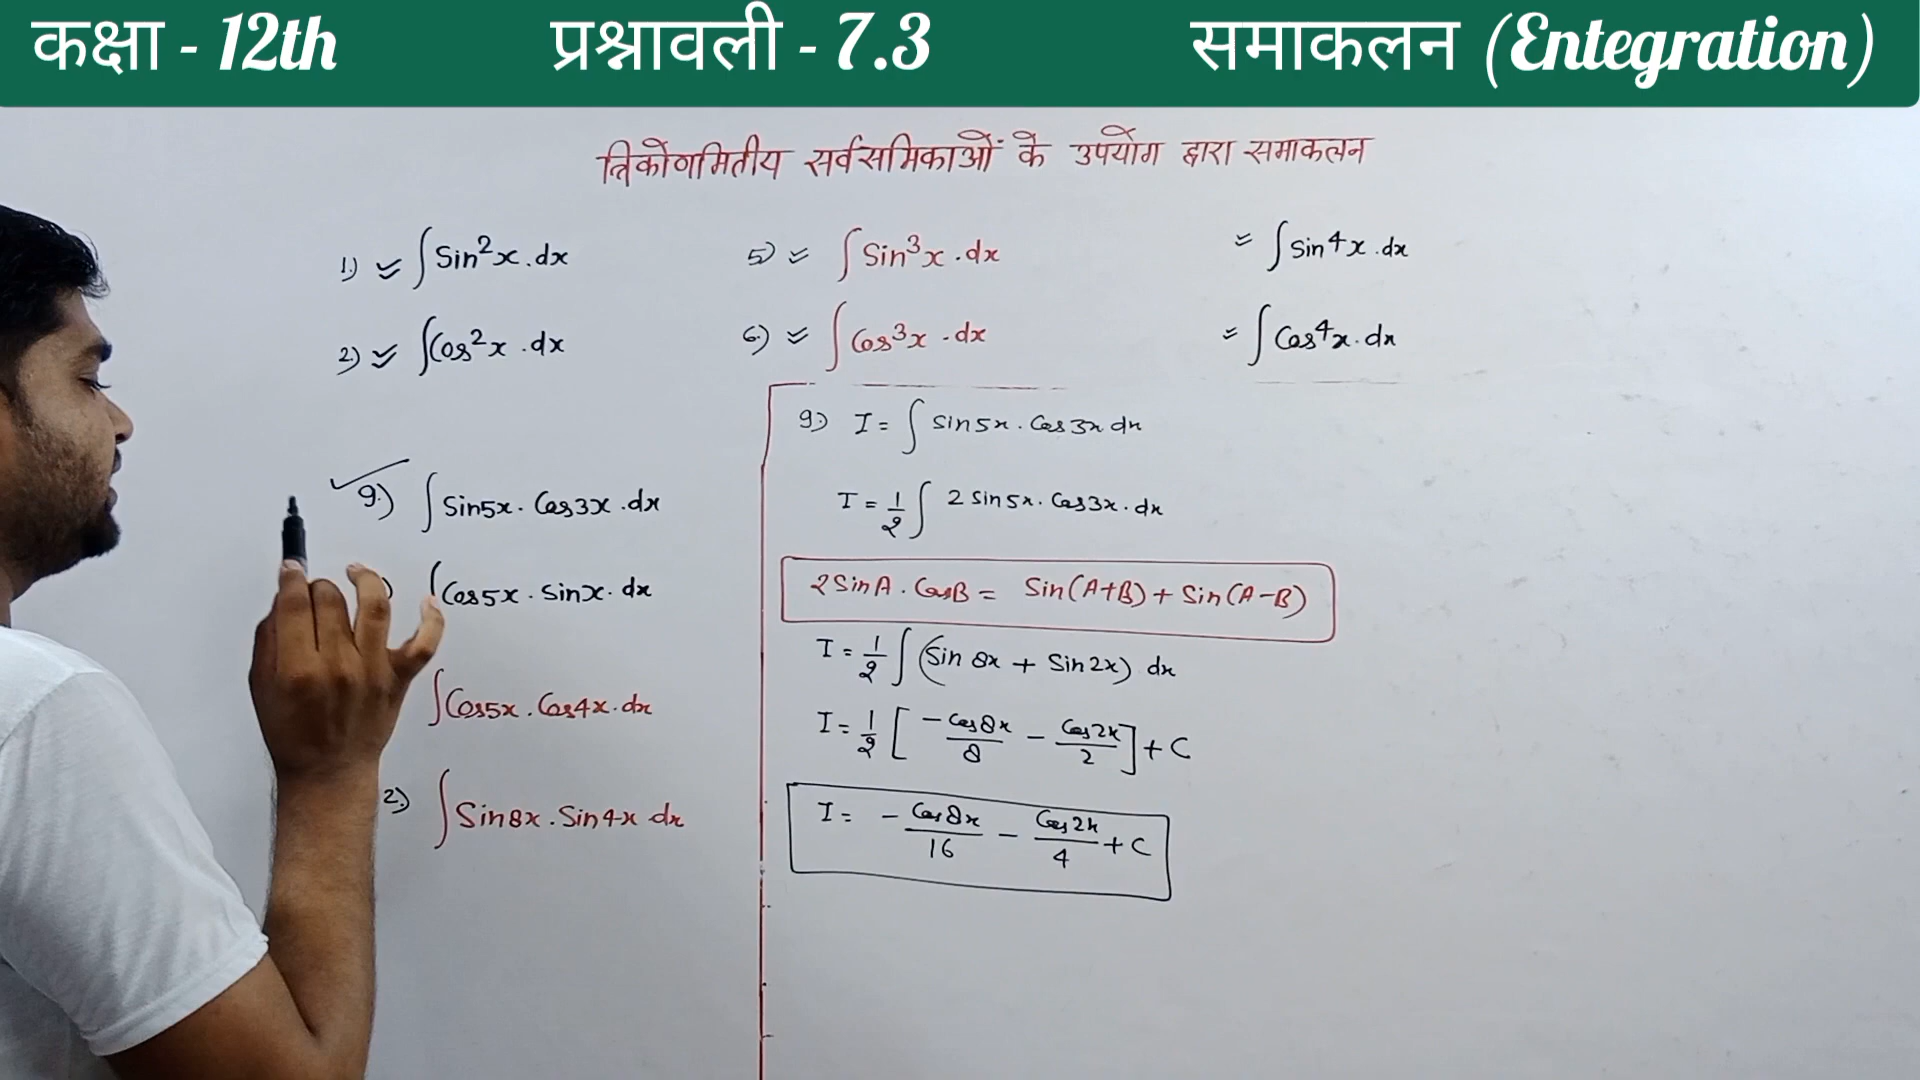 कक्षा - 12th प्रश्नावली - 7.3 समाकलन (Entegration)
त्रिकोणमितीय सर्वसमिकाओं के उपयोग द्वारा समाकलन
1.) ∫Sin²x.dx
2.) ∫Cos²x.dx
5.) ∫Sin³x.dx
6.) ∫Cos³x.dx
= ∫Sin⁴x.dx
= ∫Cos⁴x.dx
9.) ∫Sin5x.Cos3x.dx
) ∫Cos5x.Sinx.dx
∫Cos5x.Cos4x.dx
2.) ∫Sin8x.Sin4x dx
9.) I = ∫ Sin5x.Cos3x dx
I = 1/2 ∫ 2 Sin5x.Cos3x.dx
2SinA.CosB = Sin(A+B) + Sin(A-B)
I = 1/2 ∫(Sin 8x + Sin2x) dx
I = 1/2 [ -Cos8x/8 - Cos2x/2 ] + C
I = - Cos8x/16 - Cos2x/4 + C